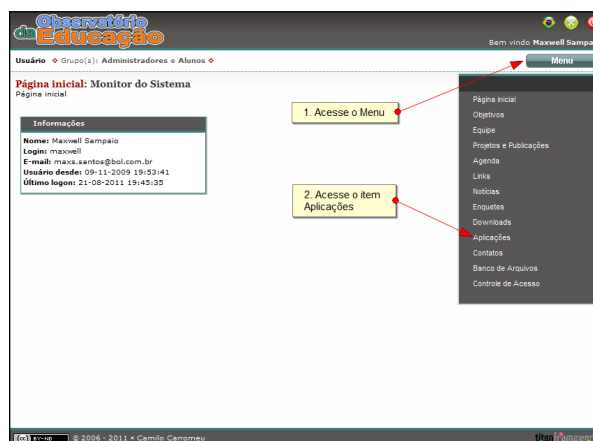 Observatório
da Educação
Bem vindo Maxwell Sampa
Usuário ◇ Grupo(s): Administradores e Alunos ◇
Menu
Página inicial: Monitor do Sistema
Página inicial
Informações
Nome: Maxwell Sampaio
Login: maxwell
E-mail: maxs.santos@bol.com.br
Usuário desde: 09-11-2009 19:53:41
Último logon: 21-08-2011 19:45:35
1. Acesse o Menu
2. Acesse o item
Aplicações
Página inicial
Objetivos
Equipe
Projetos e Publicações
Agenda
Links
Notícias
Enquetes
Downloads
Aplicações
Contatos
Banco de Arquivos
Controle de Acesso
(cc) BY-ND © 2006 - 2011 × Camilo Carromeu
titanframewor